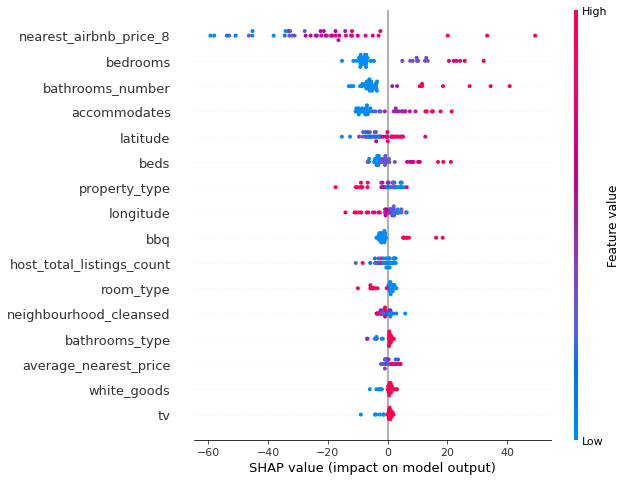 High
nearest_airbnb_price_8
bedrooms
bathrooms_number
accommodates
latitude
beds
property_type
longitude
bbq
host_total_listings_count
room_type
neighbourhood_cleansed
bathrooms_type
average_nearest_price
white_goods
tv
Feature value
Low
−60 −40 −20 0 20 40
SHAP value (impact on model output)